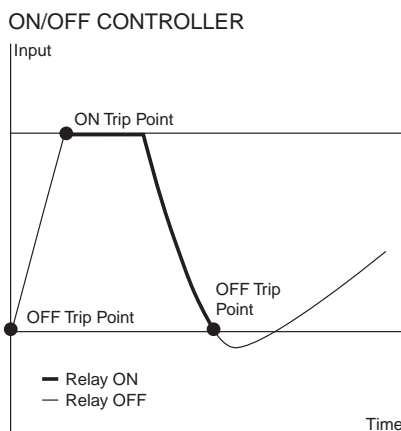 ON/OFF CONTROLLER
Input
ON Trip Point
OFF Trip
Point
OFF Trip Point
Relay ON
Relay OFF
Time